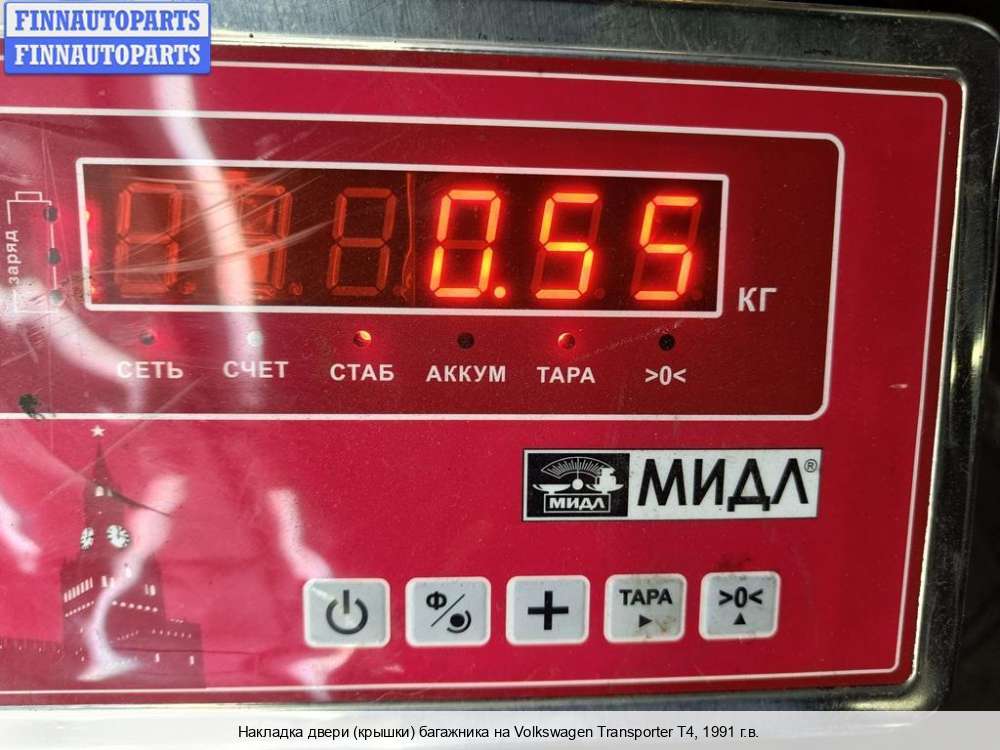 FINNAUTOPARTS
FINNAUTOPARTS
заряд
0.55
КГ
СЕТЬ СЧЕТ СТАБ АККУМ ТАРА >0<
МИДЛ МИДЛ®
Ф ТАРА >0<
Накладка двери (крышки) багажника на Volkswagen Transporter T4, 1991 г.в.